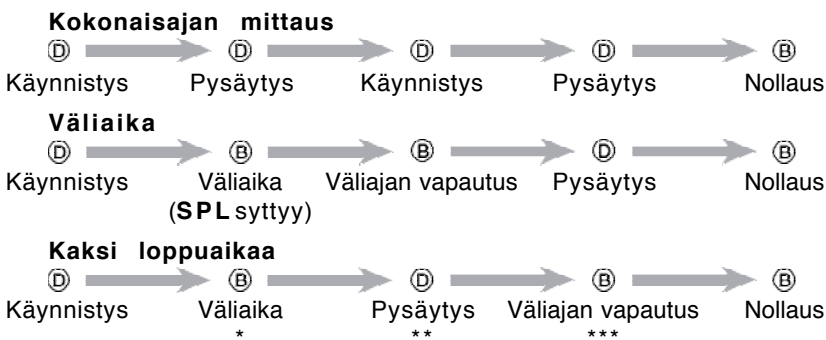 Kokonaisajan mittaus
Ⓓ Ⓓ Ⓓ Ⓓ Ⓑ
Käynnistys Pysäytys Käynnistys Pysäytys Nollaus
Väliaika
Ⓓ Ⓑ Ⓑ Ⓓ Ⓑ
Käynnistys Väliaika Väliajan vapautus Pysäytys Nollaus
(SPL syttyy)
Kaksi loppuaikaa
Ⓓ Ⓑ Ⓓ Ⓑ Ⓑ
Käynnistys Väliaika Pysäytys Väliajan vapautus Nollaus
* ** ***